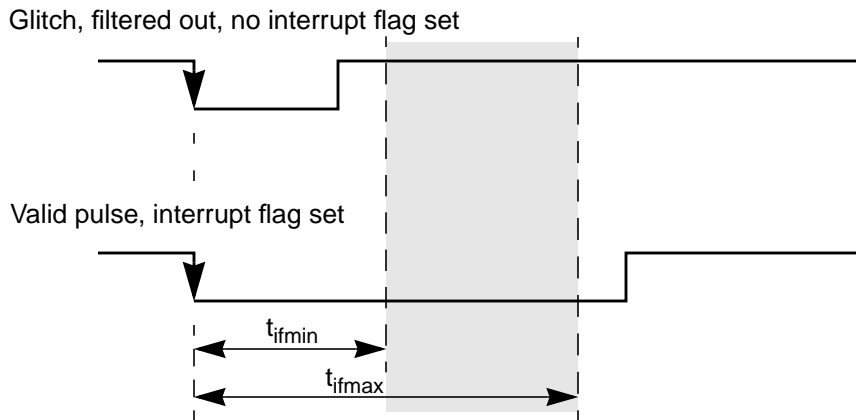 Glitch, filtered out, no interrupt flag set
Valid pulse, interrupt flag set
tifmin
tifmax